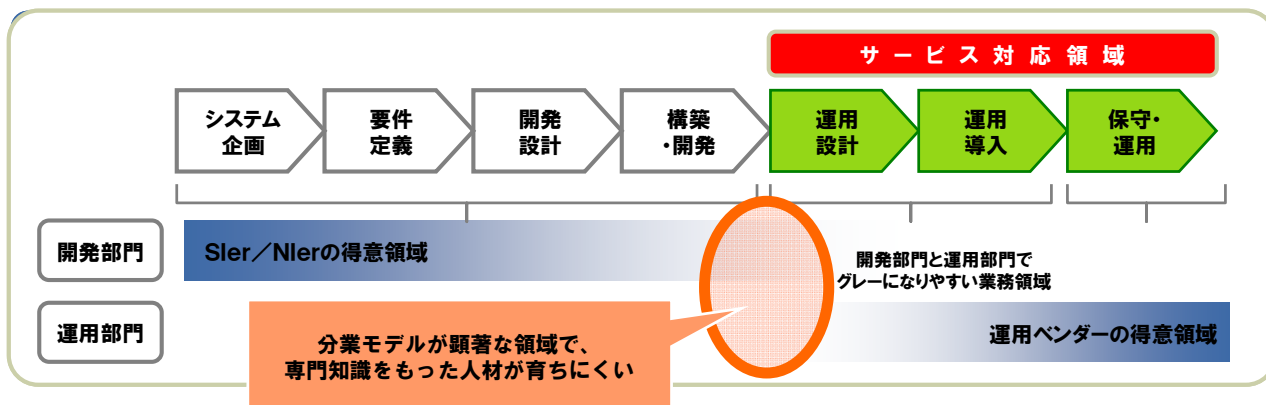 サービス対応領域
システム
企画
要件
定義
開発
設計
構築
・開発
運用
設計
運用
導入
保守・
運用
開発部門
SIer／NIerの得意領域
開発部門と運用部門で
グレーになりやすい業務領域
運用部門
運用ベンダーの得意領域
分業モデルが顕著な領域で、
専門知識をもった人材が育ちにくい